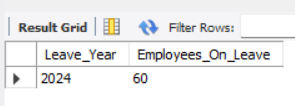 Result Grid Filter Rows:
Leave_Year Employees_On_Leave
2024 60